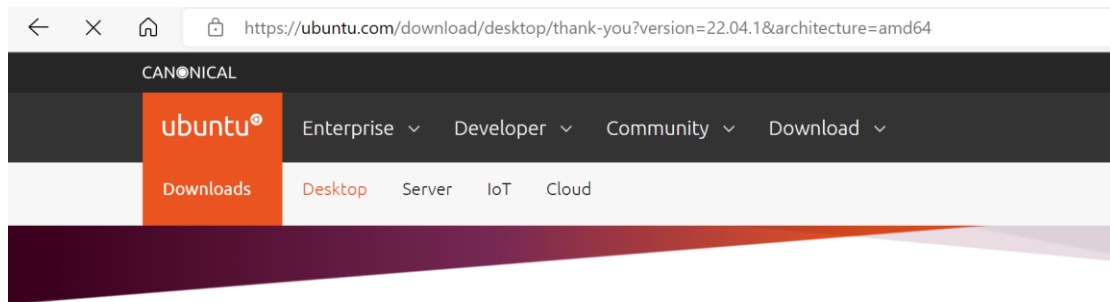 https://ubuntu.com/download/desktop/thank-you?version=22.04.1&architecture=amd64
CANONICAL
ubuntu Enterprise Developer Community Download
Downloads Desktop Server IoT Cloud